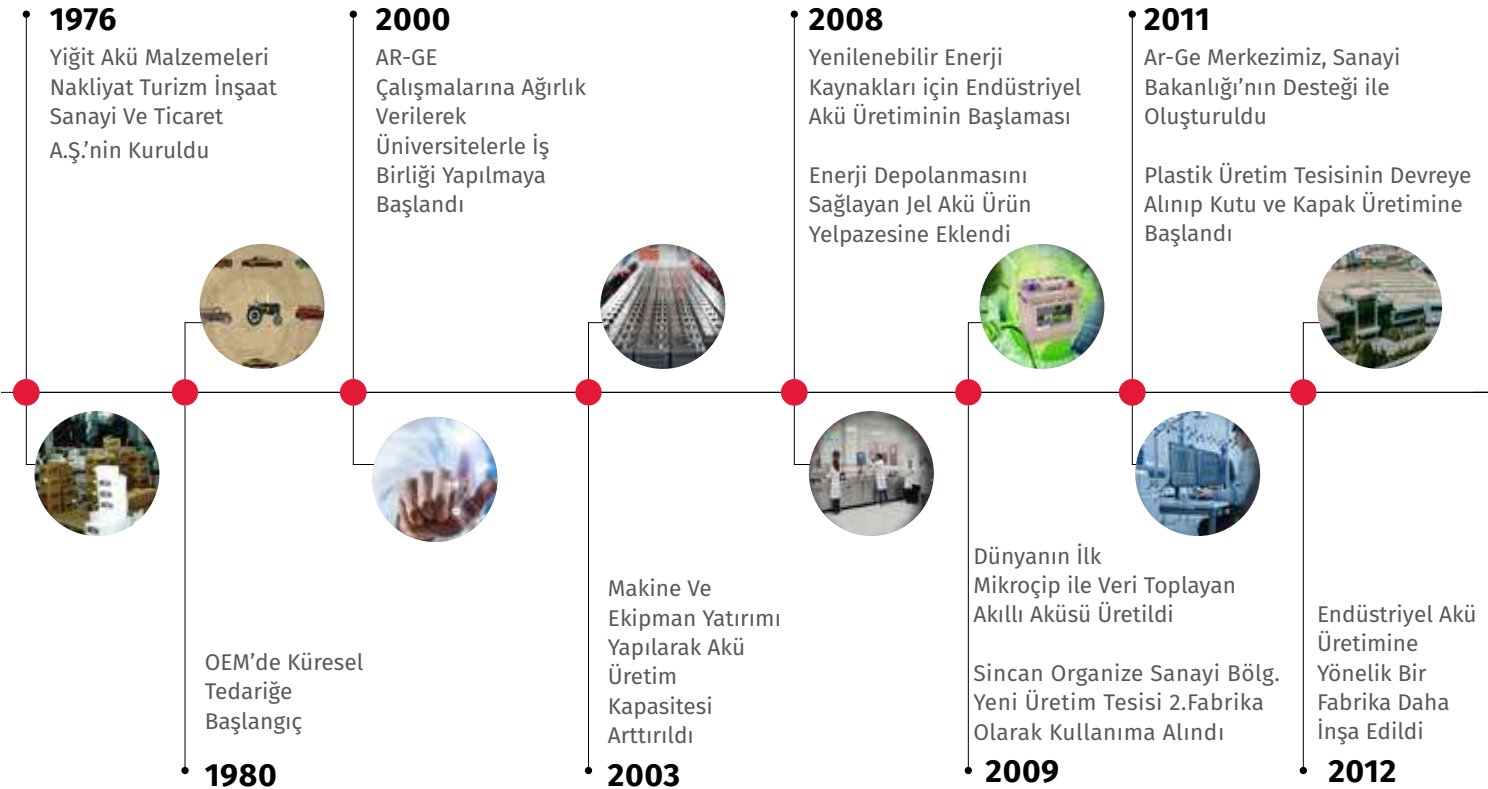 1976
Yiğit Akü Malzemeleri
Nakliyat Turizm İnşaat
Sanayi Ve Ticaret
A.Ş.’nin Kuruldu
2000
AR-GE
Çalışmalarına Ağırlık
Verilerek
Üniversitelerle İş
Birliği Yapılmaya
Başlandı
2008
Yenilenebilir Enerji
Kaynakları için Endüstriyel
Akü Üretiminin Başlaması
Enerji Depolanmasını
Sağlayan Jel Akü Ürün
Yelpazesine Eklendi
2011
Ar-Ge Merkezimiz, Sanayi
Bakanlığı’nın Desteği ile
Oluşturuldu
Plastik Üretim Tesisinin Devreye
Alınıp Kutu ve Kapak Üretimine
Başlandı
OEM’de Küresel
Tedariğe
Başlangıç
1980
Makine Ve
Ekipman Yatırımı
Yapılarak Akü
Üretim
Kapasitesi
Arttırıldı
2003
Dünyanın İlk
Mikroçip ile Veri Toplayan
Akıllı Aküsü Üretildi
Sincan Organize Sanayi Bölg.
Yeni Üretim Tesisi 2.Fabrika
Olarak Kullanıma Alındı
2009
Endüstriyel Akü
Üretimine
Yönelik Bir
Fabrika Daha
İnşa Edildi
2012